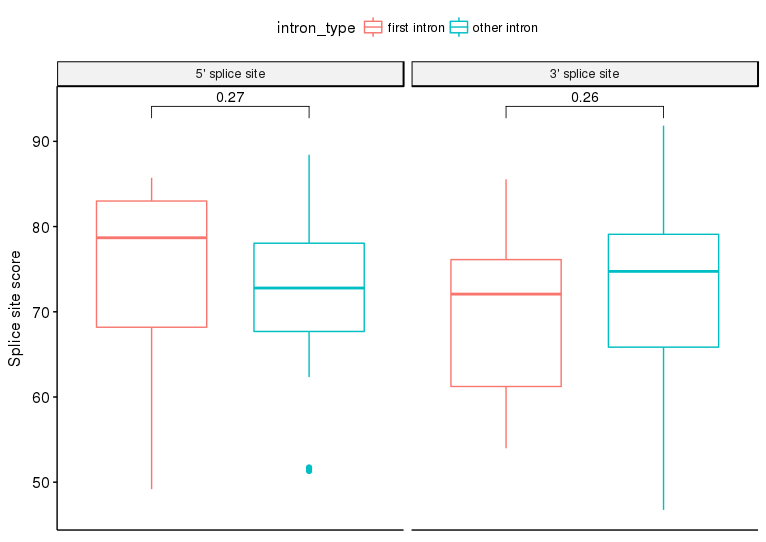 intron_type first intron other intron
5' splice site
3' splice site
0.27
0.26
90
80
70
60
50
Splice site score